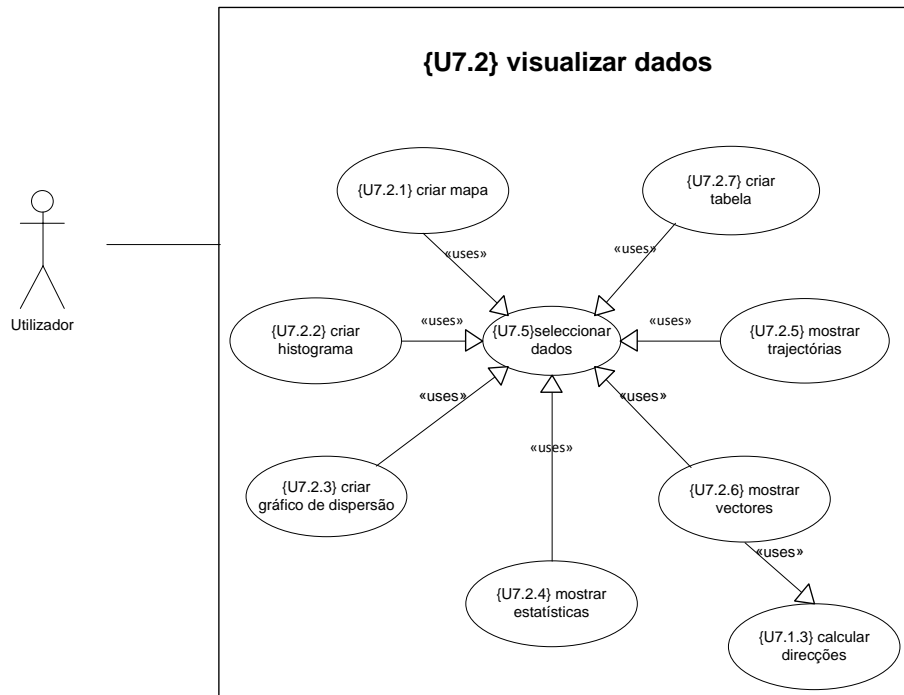 {U7.2} visualizar dados
{U7.2.1} criar mapa
{U7.2.7} criar
tabela
«uses»
«uses»
Utilizador
{U7.2.2} criar
histograma
«uses»
{U7.5}seleccionar
dados
«uses»
{U7.2.5} mostrar
trajectórias
«uses»
«uses»
«uses»
{U7.2.3} criar
gráfico de dispersão
{U7.2.6} mostrar
vectores
«uses»
{U7.2.4} mostrar
estatísticas
{U7.1.3} calcular
direcções